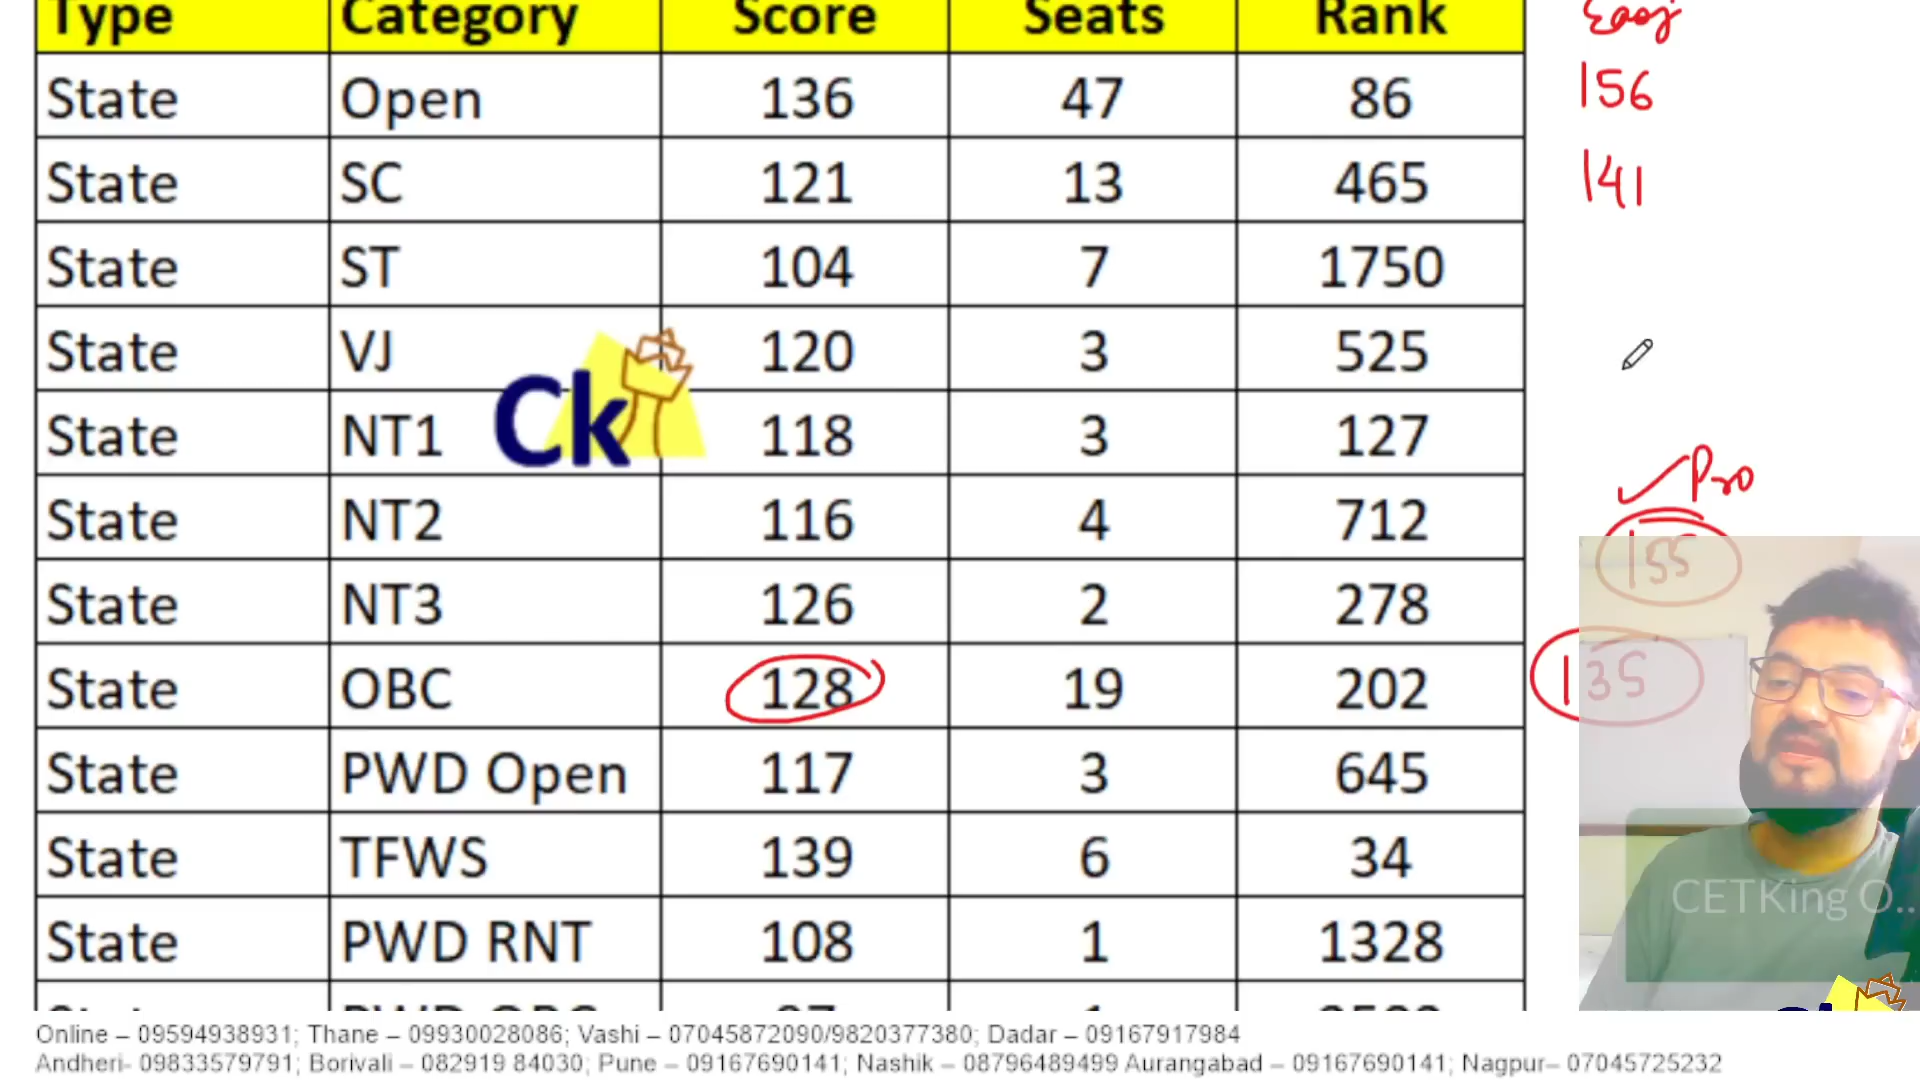 Type Category Score Seats Rank
State Open 136 47 86
State SC 121 13 465
State ST 104 7 1750
State VJ 120 3 525
State NT1 118 3 127
State NT2 116 4 712
State NT3 126 2 278
State OBC 128 19 202
State PWD Open 117 3 645
State TFWS 139 6 34
State PWD RNT 108 1 1328
Ck
Easy
156
141
Pro
155
135
CETKing O..
Online – 09594938931; Thane – 09930028086; Vashi – 07045872090/9820377380; Dadar – 09167917984
Andheri- 09833579791; Borivali – 082919 84030; Pune – 09167690141; Nashik – 08796489499 Aurangabad – 09167690141; Nagpur– 07045725232